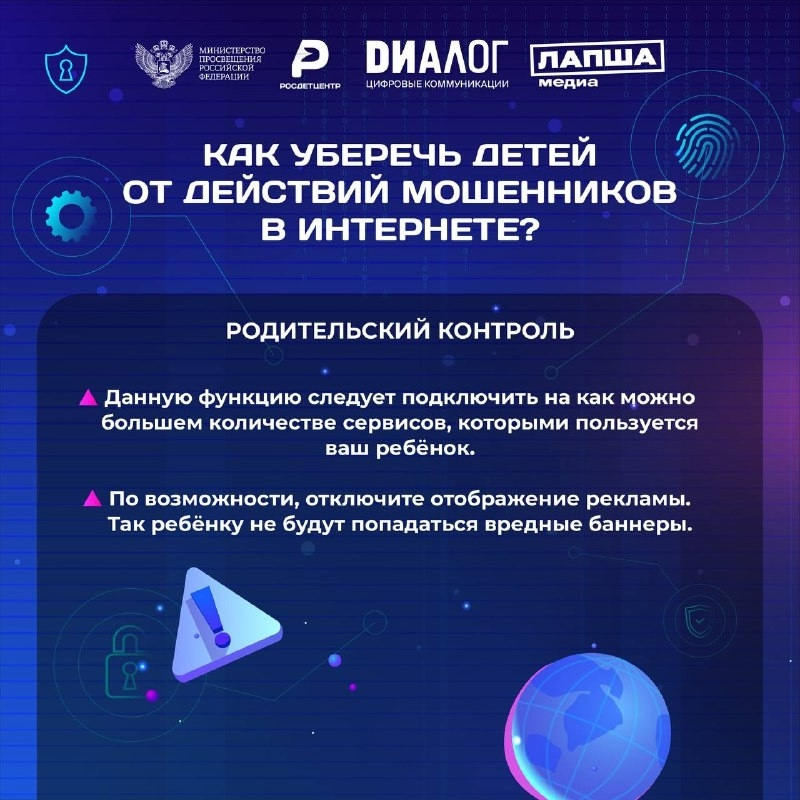 МИНИСТЕРСТВО
ПРОСВЕЩЕНИЯ
РОССИЙСКОЙ
ФЕДЕРАЦИИ
РОСДЕТЦЕНТР
DИАЛОГ
ЦИФРОВЫЕ КОММУНИКАЦИИ
ЛАПША
медиа
КАК УБЕРЕЧЬ ДЕТЕЙ
ОТ ДЕЙСТВИЙ МОШЕННИКОВ
В ИНТЕРНЕТЕ?
РОДИТЕЛЬСКИЙ КОНТРОЛЬ
Данную функцию следует подключить на как можно
большем количестве сервисов, которыми пользуется
ваш ребёнок.
По возможности, отключите отображение рекламы.
Так ребёнку не будут попадаться вредные баннеры.